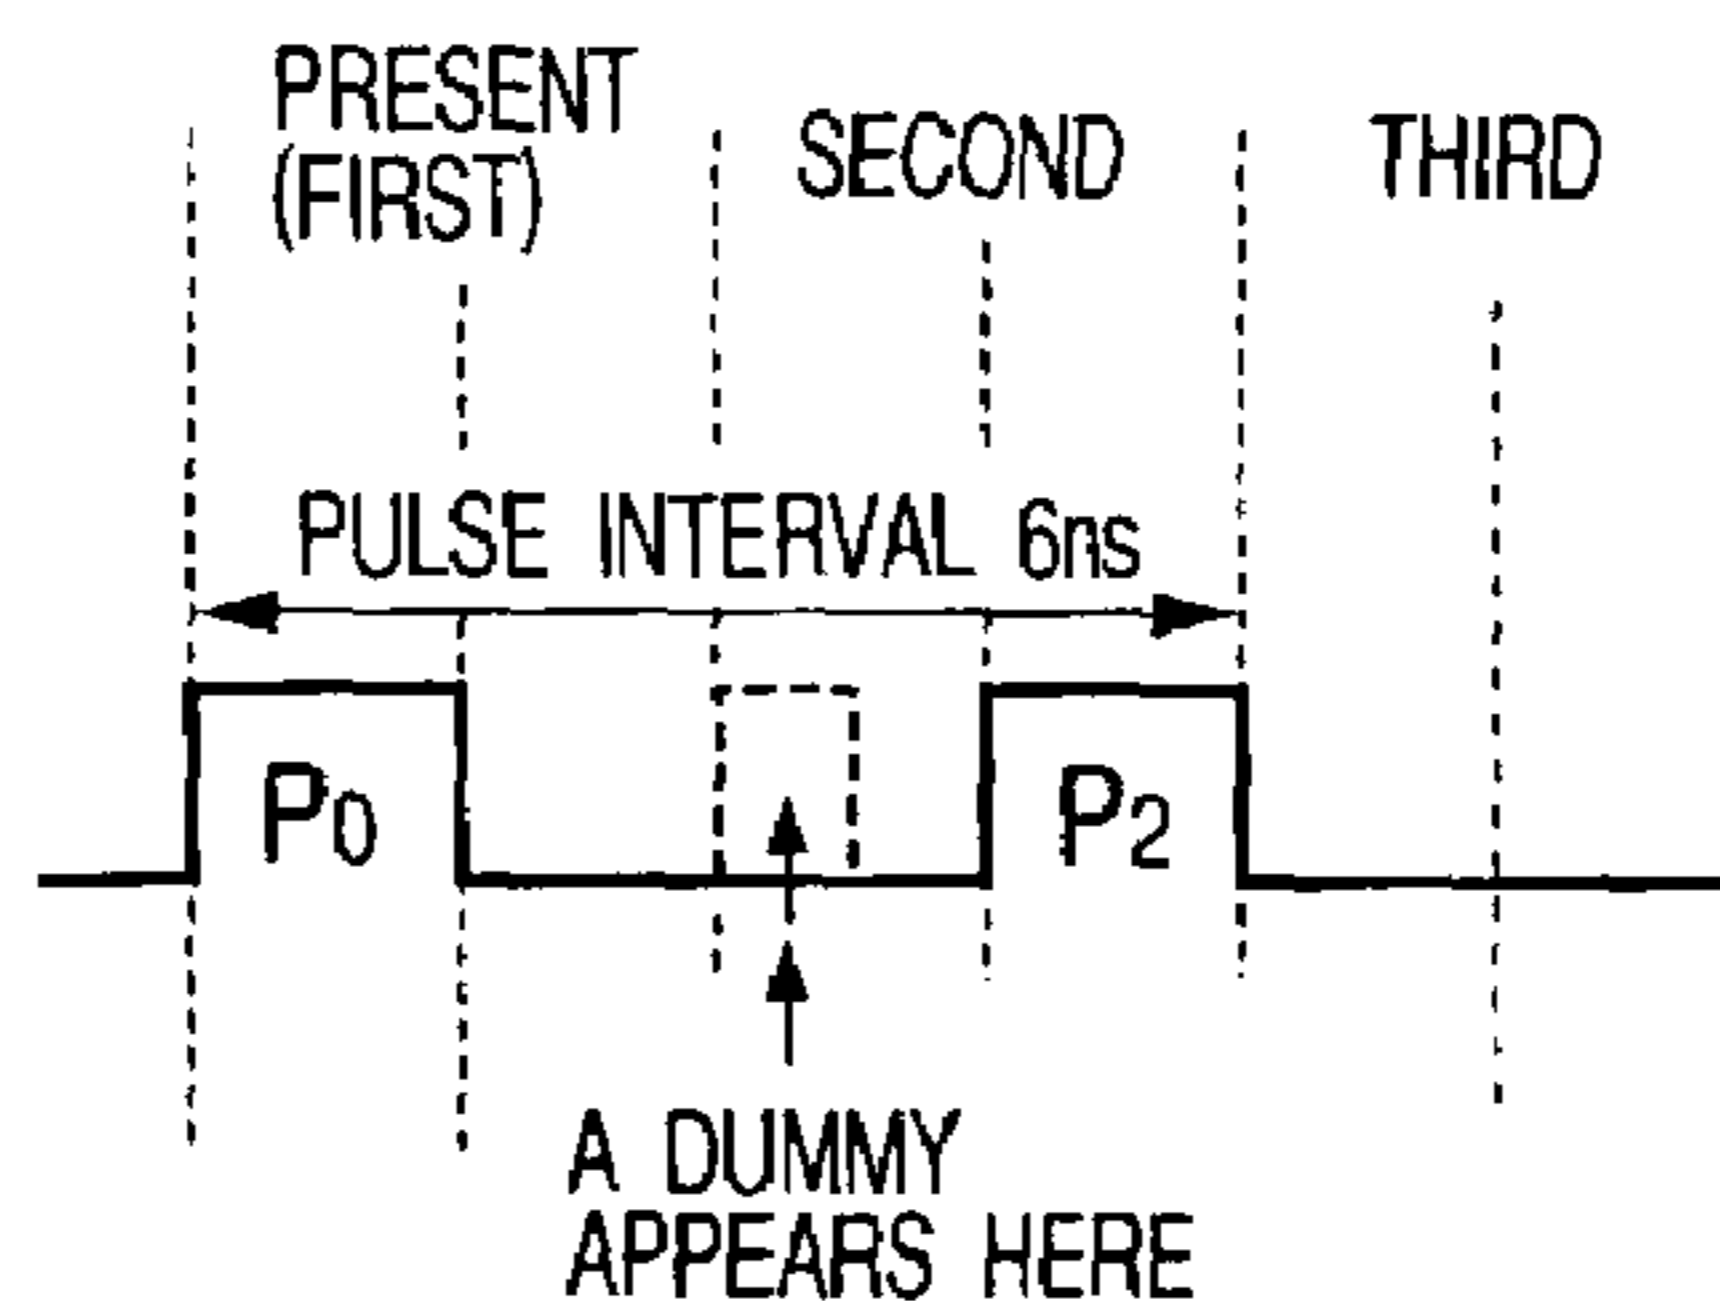 PRESENT
(FIRST)
SECOND
THIRD
PULSE INTERVAL 6ns
P0
P2
A DUMMY
APPEARS HERE